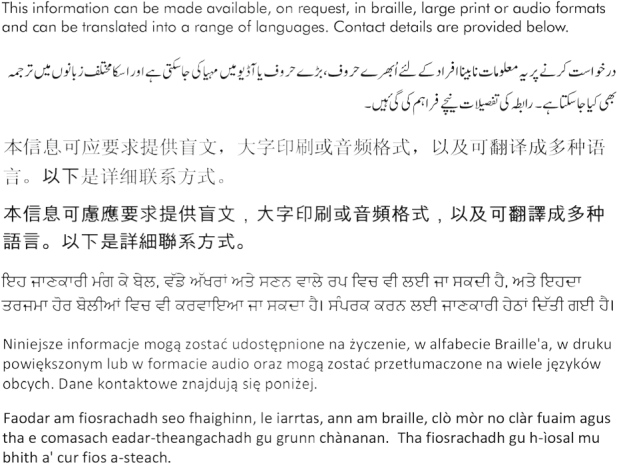 This information can be made available, on request, in braille, large print or audio formats
and can be translated into a range of languages. Contact details are provided below.
درخواست کرنے پر یہ معلومات نابینا افراد کے لئے اُبھرے حروف، بڑے حروف یا آڈیو میں مہیا کی جاسکتی ہے اور اسکا مختلف زبانوں میں ترجمہ
بھی کیا جاسکتا ہے۔ رابطہ کی تفصیلات نیچے فراہم کی گئی ہیں۔
本信息可应要求提供盲文，大字印刷或音频格式，以及可翻译成多种语
言。以下是详细联系方式。
本信息可慮應要求提供盲文，大字印刷或音頻格式，以及可翻譯成多种
語言。以下是詳細聯系方式。
ਇਹ ਜਾਣਕਾਰੀ ਮੰਗ ਕੇ ਬੇਲ, ਵੱਡੇ ਅੱਖਰਾਂ ਅਤੇ ਸਣਨ ਵਾਲੇ ਰਪ ਵਿਚ ਵੀ ਲਈ ਜਾ ਸਕਦੀ ਹੈ, ਅਤੇ ਇਹਦਾ
ਤਰਜਮਾ ਹੋਰ ਬੋਲੀਆਂ ਵਿਚ ਵੀ ਕਰਵਾਇਆ ਜਾ ਸਕਦਾ ਹੈ। ਸੰਪਰਕ ਕਰਨ ਲਈ ਜਾਣਕਾਰੀ ਹੇਠਾਂ ਦਿੱਤੀ ਗਈ ਹੈ।
Niniejsze informacje mogą zostać udostępnione na życzenie, w alfabecie Braille'a, w druku
powiększonym lub w formacie audio oraz mogą zostać przetłumaczone na wiele języków
obcych. Dane kontaktowe znajdują się poniżej.
Faodar am fiosrachadh seo fhaighinn, le iarrtas, ann am braille, clò mòr no clàr fuaim agus
tha e comasach eadar-theangachadh gu grunn chànanan.  Tha fiosrachadh gu h-ìosal mu
bhith a' cur fios a-steach.